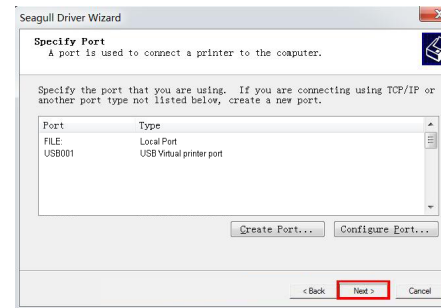 Seagull Driver Wizard
Specify Port
A port is used to connect a printer to the computer.
Specify the port that you are using. If you are connecting using TCP/IP or
another port type not listed below, create a new port.
Port Type
FILE: Local Port
USB001 USB Virtual printer port
Create Port... Configure Port...
< Back Next > Cancel